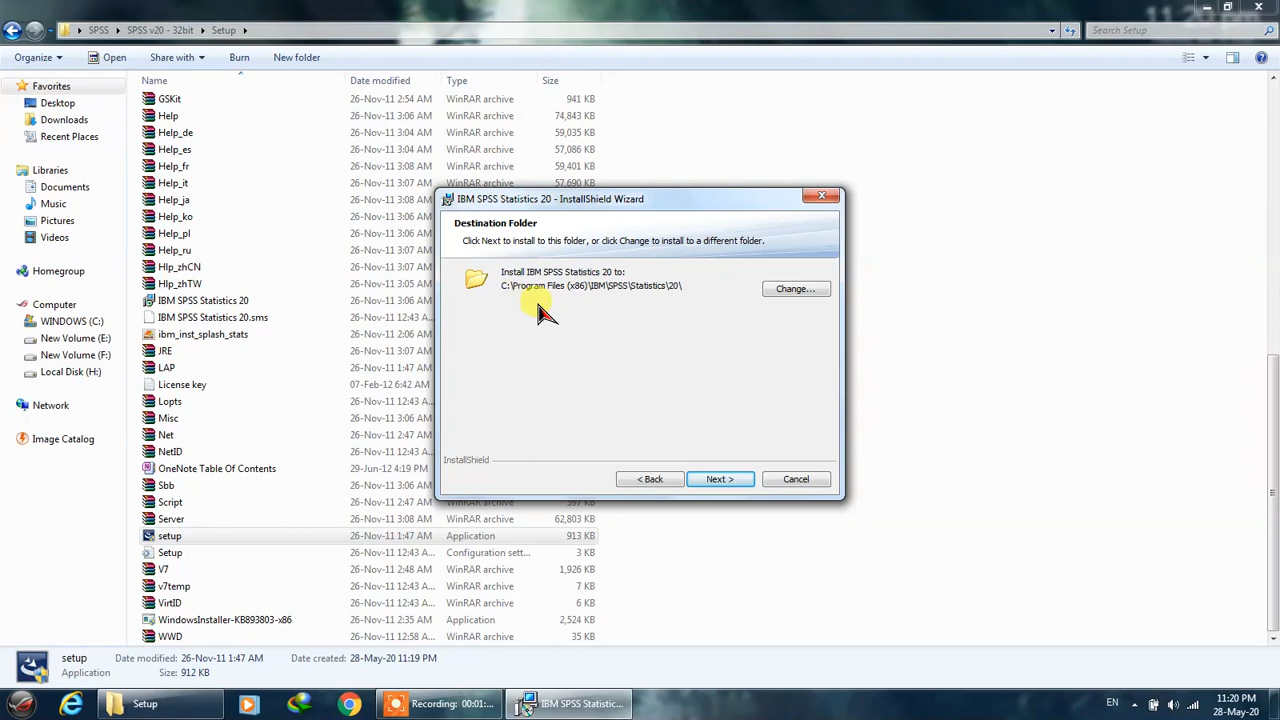 SPSS SPSS v20 - 32bit Setup
Search Setup
Organize Open Share with Burn New folder
Name Date modified Type Size
Favorites
Desktop
Downloads
Recent Places
Libraries
Documents
Music
Pictures
Videos
Homegroup
Computer
WINDOWS (C:)
New Volume (E:)
New Volume (F:)
Local Disk (H:)
Network
Image Catalog
GSKit 26-Nov-11 2:54 AM WinRAR archive 941 KB
Help 26-Nov-11 3:06 AM WinRAR archive 74,843 KB
Help_de 26-Nov-11 3:04 AM WinRAR archive 59,035 KB
Help_es 26-Nov-11 3:06 AM WinRAR archive 57,086 KB
Help_fr 26-Nov-11 3:08 AM WinRAR archive 59,401 KB
Help_it 26-Nov-11 3:07 AM WinRAR archive 57,690 KB
Help_ja 26-Nov-11 3:08 AM
Help_ko 26-Nov-11 3:06 AM
Help_pl 26-Nov-11 3:07 AM
Help_ru 26-Nov-11 3:08 AM
Hlp_zhCN 26-Nov-11 3:06 AM
Hlp_zhTW 26-Nov-11 3:06 AM
IBM SPSS Statistics 20 26-Nov-11 3:06 AM
IBM SPSS Statistics 20.sms 26-Nov-11 12:43 A...
ibm_inst_splash_stats 26-Nov-11 2:06 AM
JRE 26-Nov-11 3:07 AM
LAP 26-Nov-11 1:47 AM
License key 07-Feb-12 6:42 AM
Lopts 26-Nov-11 12:43 A...
Misc 26-Nov-11 3:06 AM
Net 26-Nov-11 2:47 AM
NetID 26-Nov-11 12:43 A...
OneNote Table Of Contents 29-Jun-12 4:19 PM
Sbb 26-Nov-11 12:43 A...
Script 26-Nov-11 2:47 AM WinRAR archive 597 KB
Server 26-Nov-11 3:08 AM WinRAR archive 62,803 KB
setup 26-Nov-11 1:47 AM Application 913 KB
Setup 26-Nov-11 12:43 A... Configuration sett... 3 KB
V7 26-Nov-11 2:48 AM WinRAR archive 1,926 KB
v7temp 26-Nov-11 12:43 A... WinRAR archive 7 KB
VirtID 26-Nov-11 12:43 A... WinRAR archive 6 KB
WindowsInstaller-KB893803-x86 26-Nov-11 2:35 AM Application 2,524 KB
WWD 26-Nov-11 12:58 AM WinRAR archive 35 KB
IBM SPSS Statistics 20 - InstallShield Wizard
Destination Folder
Click Next to install to this folder, or click Change to install to a different folder.
Install IBM SPSS Statistics 20 to:
C:\Program Files (x86)\IBM\SPSS\Statistics\20\
Change...
InstallShield
< Back Next > Cancel
setup Date modified: 26-Nov-11 1:47 AM Date created: 28-May-20 11:19 PM
Application Size: 912 KB
Setup
Recording: 00:01:...
IBM SPSS Statistic...
EN
11:20 PM
28-May-20